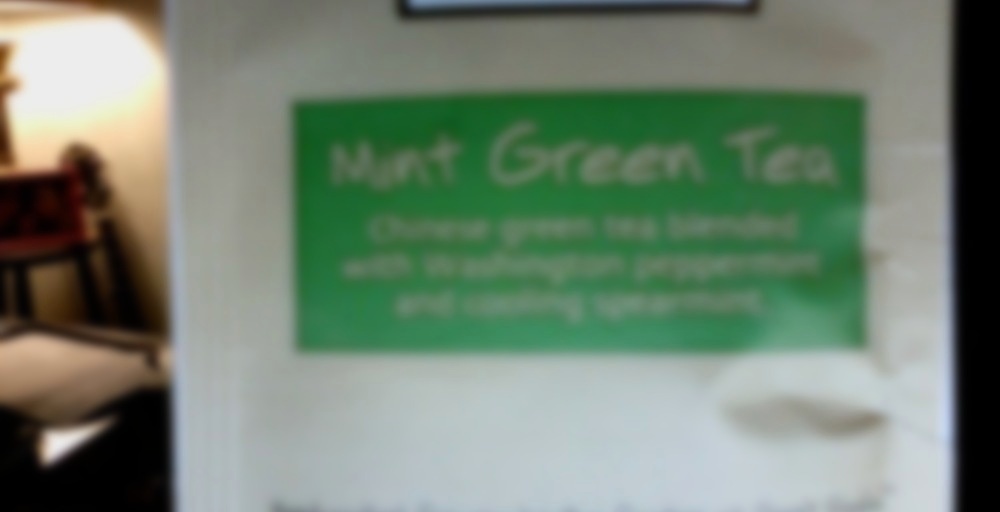 Mint Green Tea
Chinese green tea blended
with Washington peppermint
and cooling spearmint.